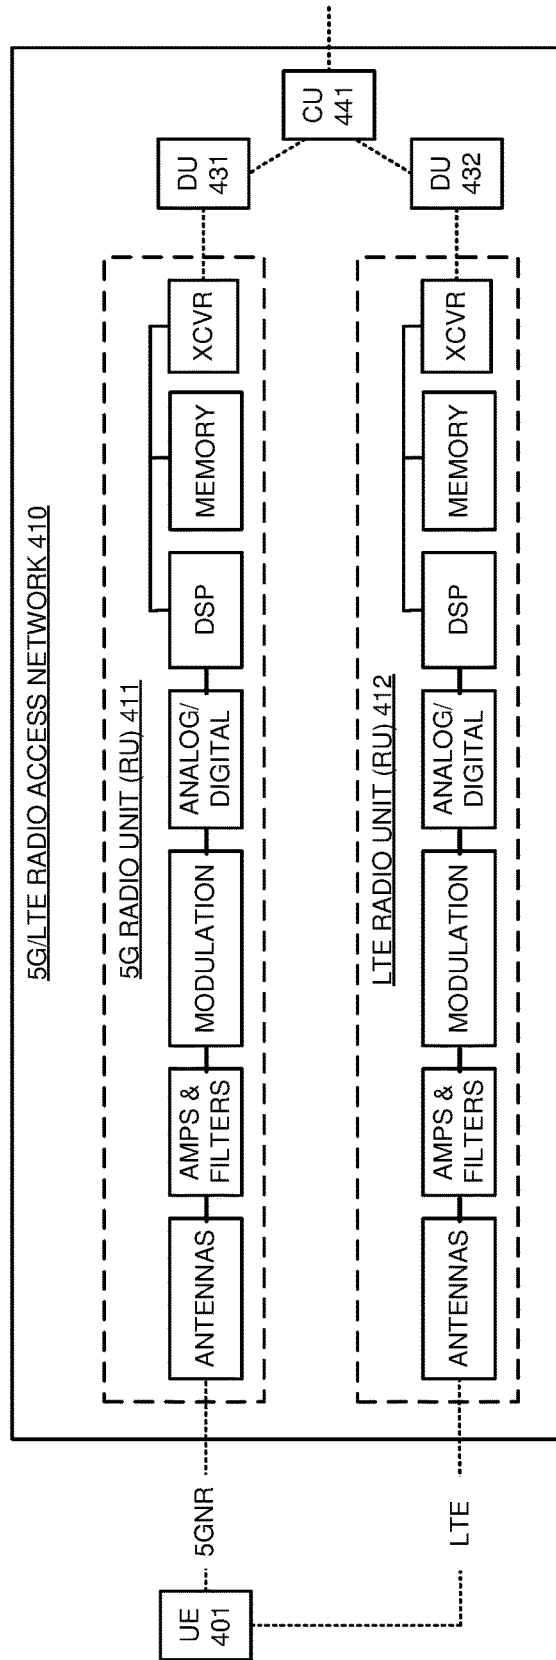 5G/LTE RADIO ACCESS NETWORK 410
5G RADIO UNIT (RU) 411
UE
401
5GNR
ANTENNAS
AMPS &
FILTERS
MODULATION
ANALOG/
DIGITAL
DSP
MEMORY
XCVR
DU
431
CU
441
LTE RADIO UNIT (RU) 412
LTE
ANTENNAS
AMPS &
FILTERS
MODULATION
ANALOG/
DIGITAL
DSP
MEMORY
XCVR
DU
432